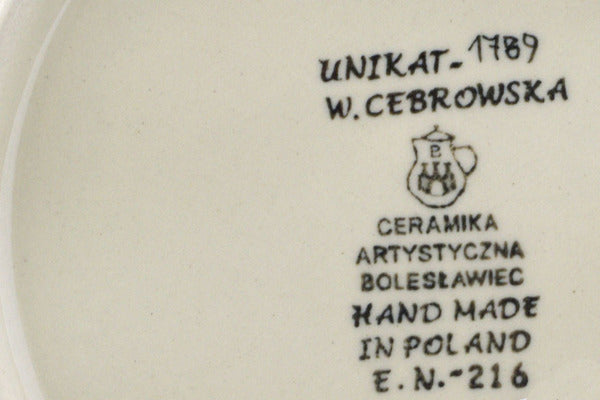 UNIKAT-1789
W. CEBROWSKA
B
CERAMIKA
ARTYSTYCZNA
BOLESŁAWIEC
HAND MADE
IN POLAND
E. N.-216